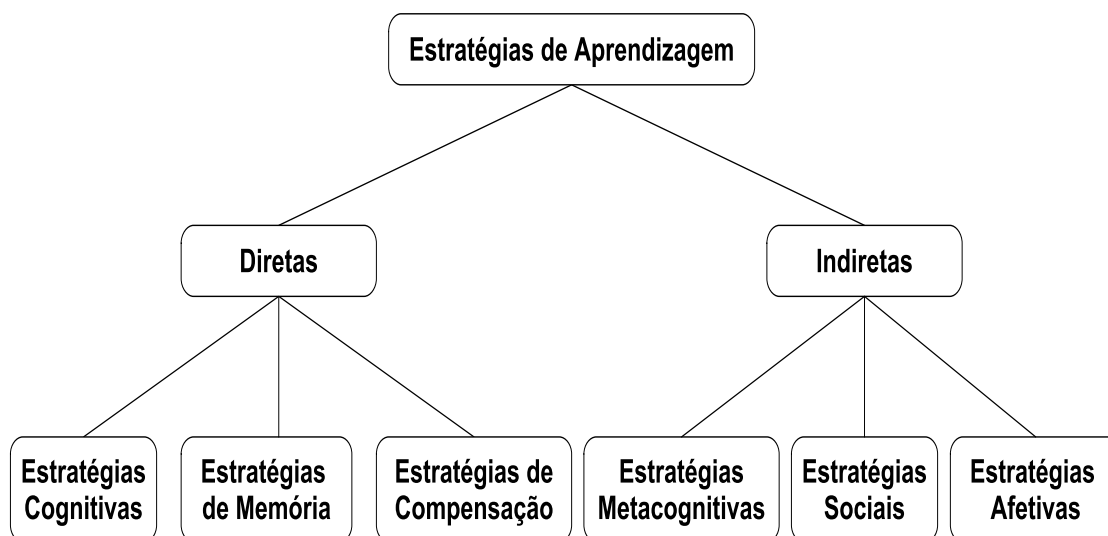 Estratégias de Aprendizagem
Diretas
Indiretas
Estratégias
Cognitivas
Estratégias
de Memória
Estratégias de
Compensação
Estratégias
Metacognitivas
Estratégias
Sociais
Estratégias
Afetivas